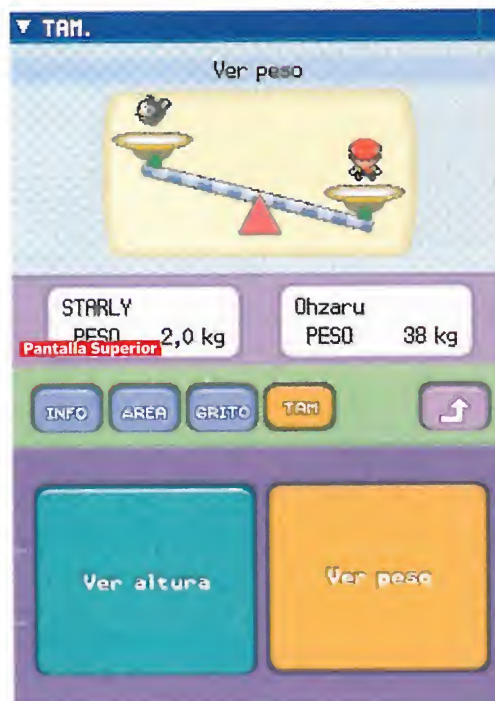 ▼ TAM.
Ver peso
STARLY
PESO 2,0 kg
Ohzaru
PESO 38 kg
Pantalla Superior
INFO
AREA
GRITO
TAM
Ver altura
Ver peso